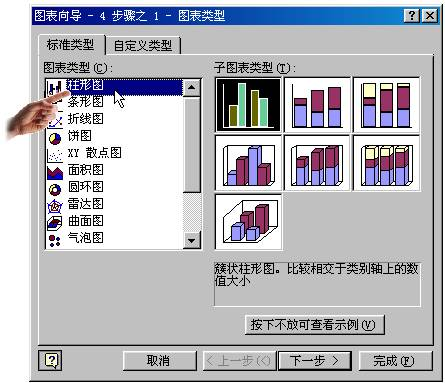 图表向导 - 4 步骤之 1 - 图表类型
标准类型 自定义类型
图表类型(C):
柱形图
条形图
折线图
饼图
XY 散点图
面积图
圆环图
雷达图
曲面图
气泡图
子图表类型(T):
簇状柱形图。比较相交于类别轴上的数
值大小
按下不放可查看示例(V)
取消 < 上一步(<) 下一步 > 完成(F)